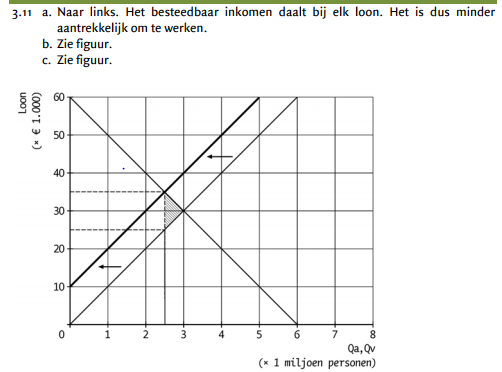 3.11 a. Naar links. Het besteedbaar inkomen daalt bij elk loon. Het is dus minder
aantrekkelijk om te werken.
b. Zie figuur.
c. Zie figuur.
Loon
(× € 1.000)
60
50
40
30
20
10
0 1 2 3 4 5 6 7 8
Qa,Qv
(× 1 miljoen personen)